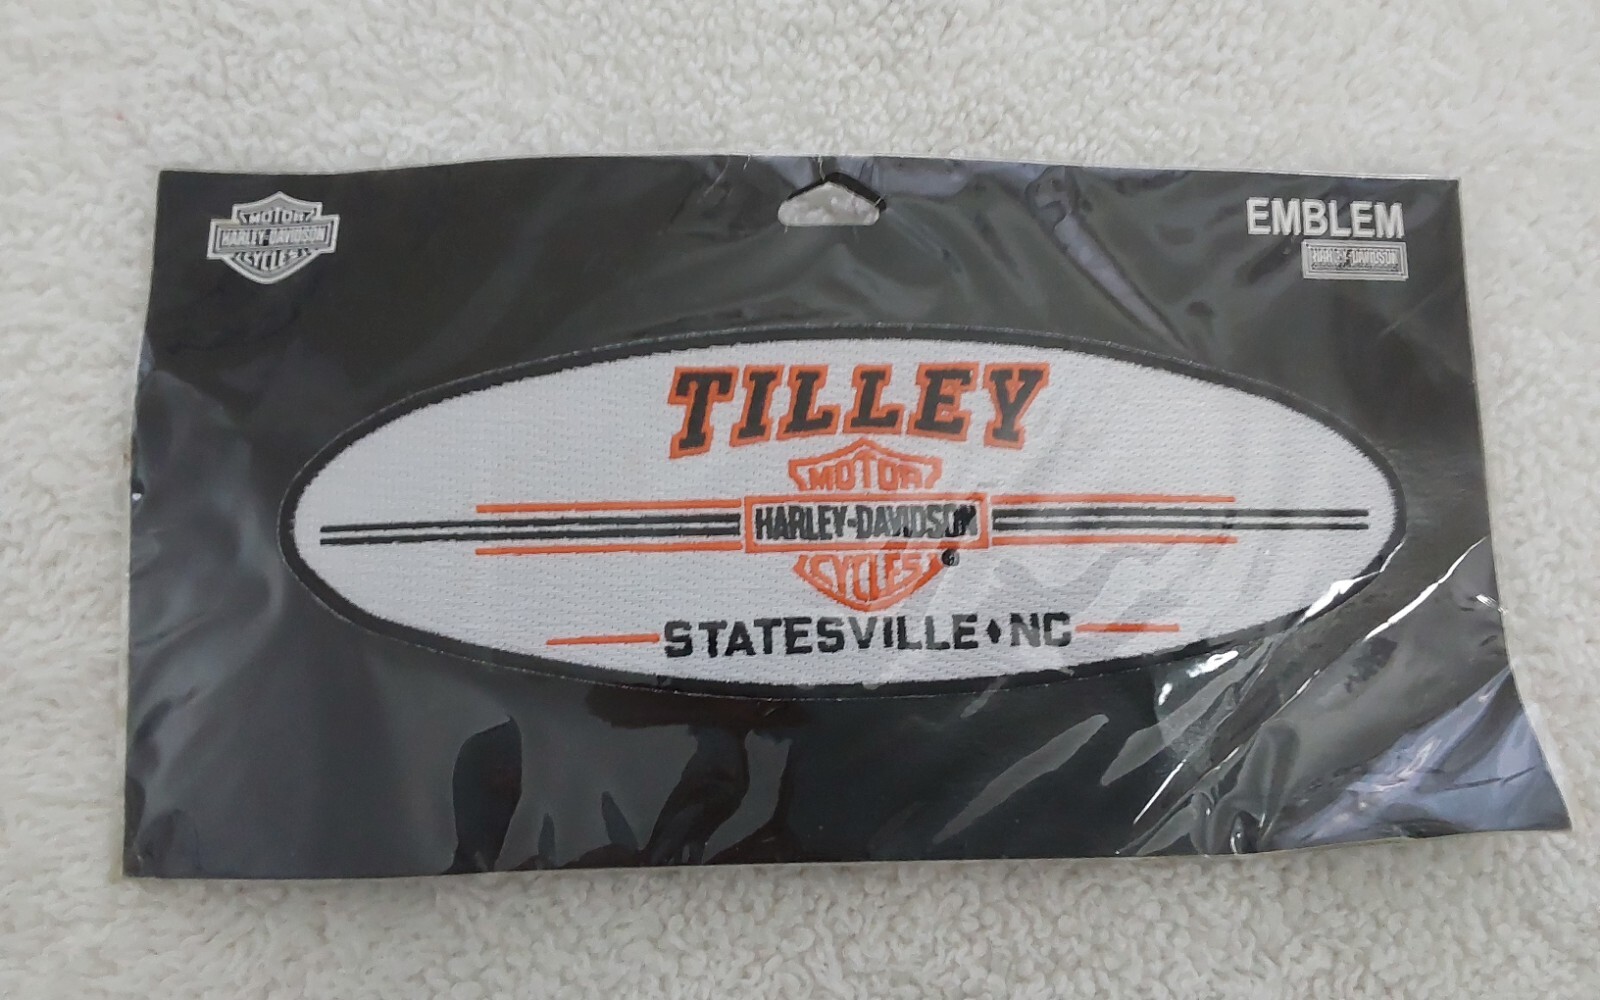 MOTOR
HARLEY-DAVIDSON
CYCLES
EMBLEM
HARLEY-DAVIDSON
TILLEY
MOTOR
HARLEY-DAVIDSON
CYCLES
®
STATESVILLE♦NC